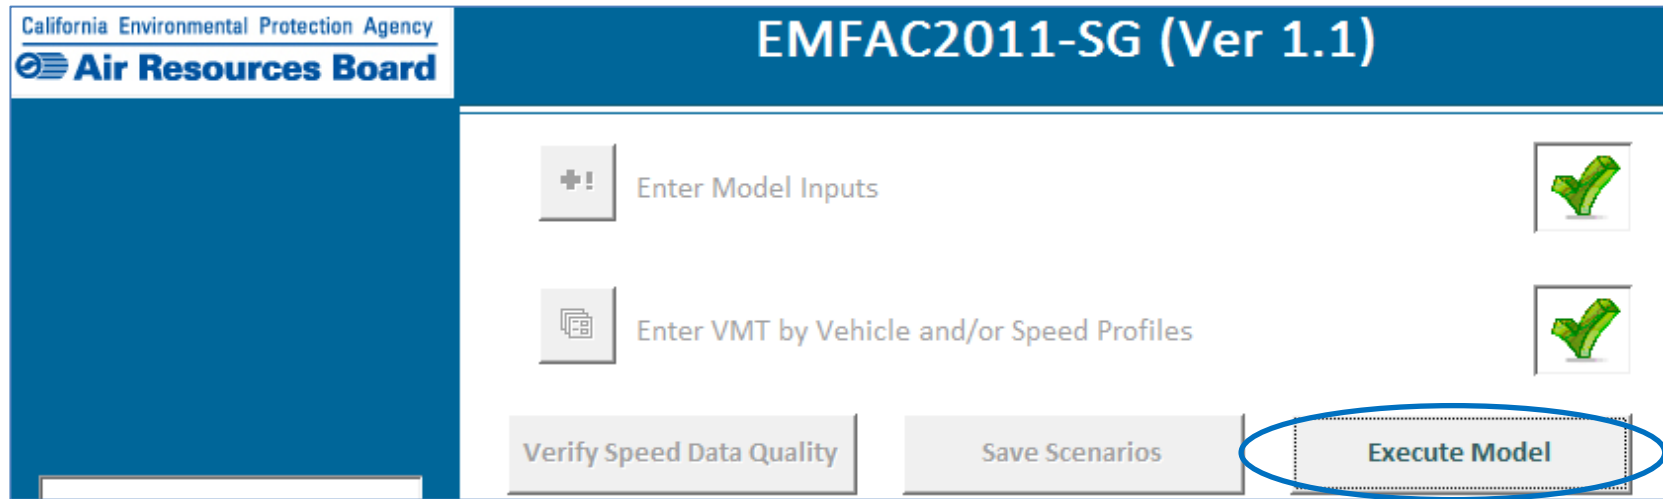 California Environmental Protection Agency
Air Resources Board
EMFAC2011-SG (Ver 1.1)
Enter Model Inputs
Enter VMT by Vehicle and/or Speed Profiles
Verify Speed Data Quality
Save Scenarios
Execute Model